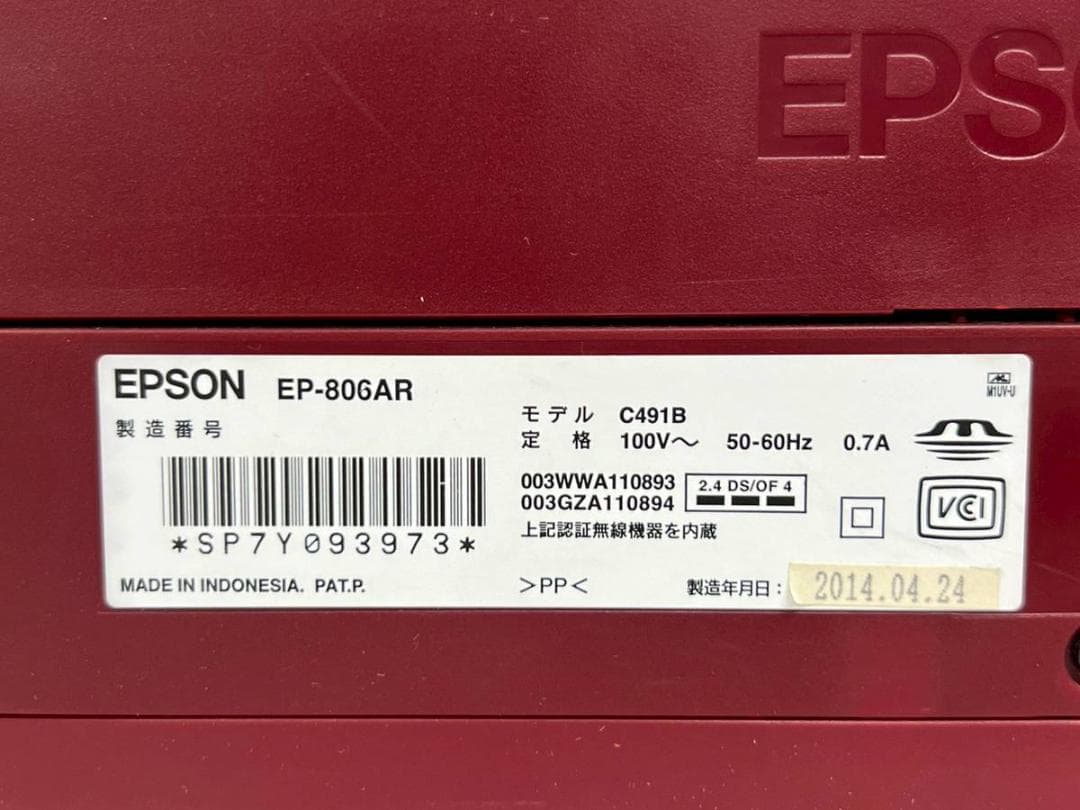 EPSO
EPSON EP-806AR
製造番号
*SP7Y093973*
MADE IN INDONESIA. PAT.P.
モデル C491B
定格 100V〜 50-60Hz 0.7A
003WWA110893
003GZA110894
2.4 DS/OF 4
上記認証無線機器を内蔵
>PP<
製造年月日：2014.04.24
M1UV-U
VCCI